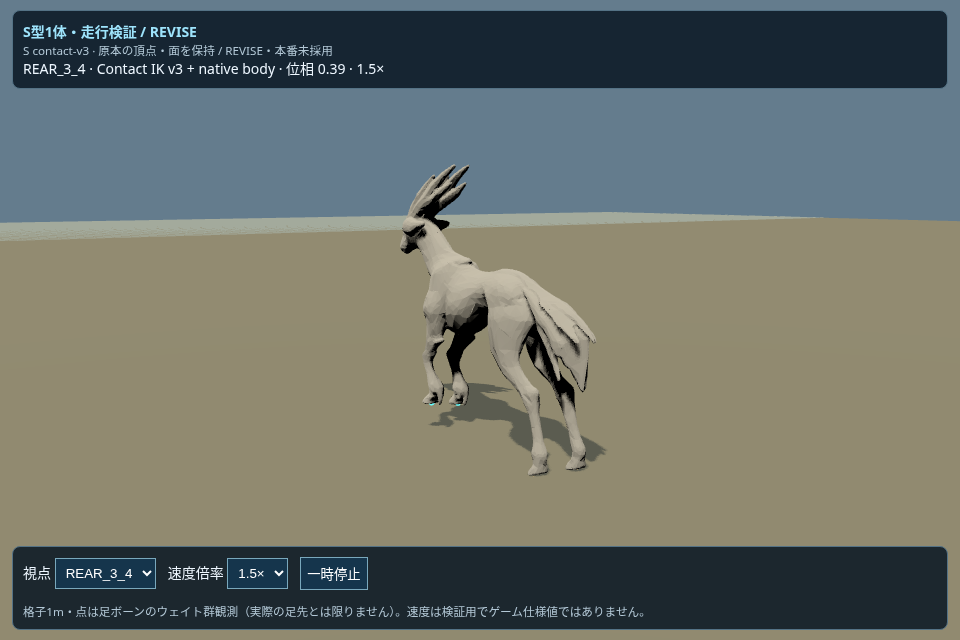 S型1体・走行検証 / REVISE
S contact-v3 · 原本の頂点・面を保持 / REVISE・本番未採用
REAR_3_4 · Contact IK v3 + native body · 位相 0.39 · 1.5×
視点 REAR_3_4 速度倍率 1.5× 一時停止
格子1m・点は足ボーンのウェイト群観測（実際の足先とは限りません）。速度は検証用でゲーム仕様値ではありません。